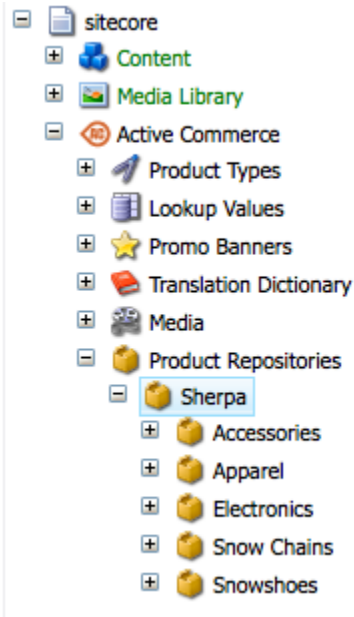 sitecore
Content
Media Library
Active Commerce
Product Types
Lookup Values
Promo Banners
Translation Dictionary
Media
Product Repositories
Sherpa
Accessories
Apparel
Electronics
Snow Chains
Snowshoes